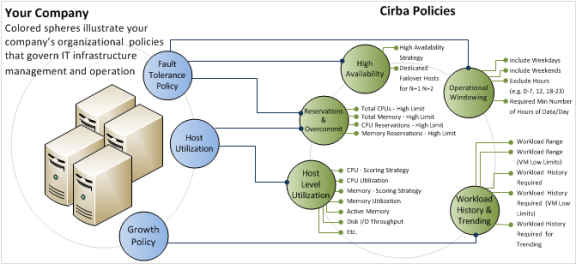 Your Company
Colored spheres illustrate your
company's organizational policies
that govern IT infrastructure
management and operation
Fault
Tolerance
Policy
Host
Utilization
Growth
Policy
Cirba Policies
High
Availability
High Availability
Strategy
Dedicated
Failover Hosts
for N=1 N=2
Operational
Windowing
Include Weekdays
Include Weekends
Exclude Hours
(e.g. 0-7, 12, 18-23)
Required Min Number
of Hours of Data/Day
Reservations
&
Overcommit
Total CPUs - High Limit
Total Memory - High Limit
CPU Reservations - High Limit
Memory Reservations - High Limit
Host
Level
Utilization
CPU - Scoring Strategy
CPU Utilization
Memory - Scoring Strategy
Memory Utilization
Active Memory
Disk I/O Throughput
Etc.
Workload
History &
Trending
Workload Range
Workload Range
(VM Low Limits)
Workload History
Required
Workload History
Required (VM Low
Limits)
Workload History
Required for
Trending